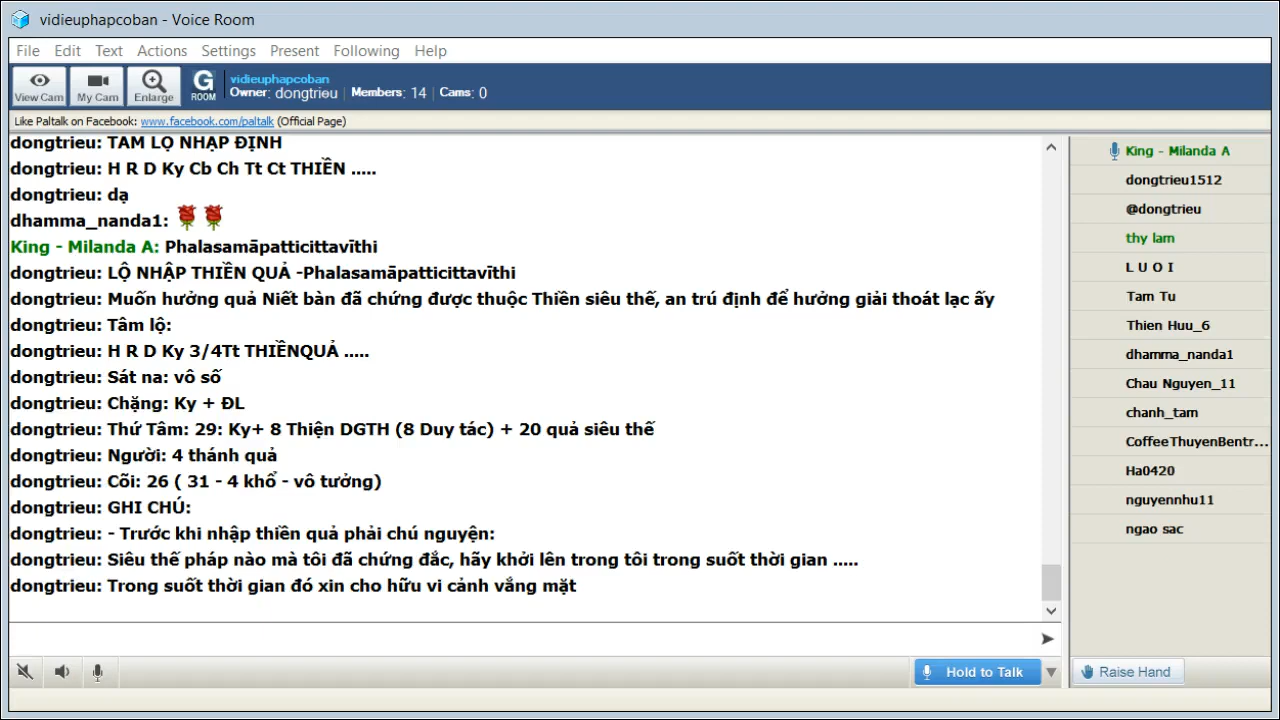 vidieuphapcoban - Voice Room
File Edit Text Actions Settings Present Following Help
View Cam My Cam Enlarge G ROOM
vidieuphapcoban
Owner: dongtrieu | Members: 14 | Cams: 0
Like Paltalk on Facebook: www.facebook.com/paltalk (Official Page)
dongtrieu: TÂM LỘ NHẬP ĐỊNH
dongtrieu: H R D Ky Cb Ch Tt Ct THIỀN .....
dongtrieu: dạ
dhamma_nanda1:
King - Milanda A: Phalasamāpatticittavīthi
dongtrieu: LỘ NHẬP THIỀN QUẢ -Phalasamāpatticittavīthi
dongtrieu: Muốn hưởng quả Niết bàn đã chứng được thuộc Thiền siêu thế, an trú định để hưởng giải thoát lạc ấy
dongtrieu: Tâm lộ:
dongtrieu: H R D Ky 3/4Tt THIỀNQUẢ .....
dongtrieu: Sát na: vô số
dongtrieu: Chặng: Ky + ĐL
dongtrieu: Thứ Tâm: 29: Ky+ 8 Thiện DGTH (8 Duy tác) + 20 quả siêu thế
dongtrieu: Người: 4 thánh quả
dongtrieu: Cõi: 26 ( 31 - 4 khổ - vô tưởng)
dongtrieu: GHI CHÚ:
dongtrieu: - Trước khi nhập thiền quả phải chú nguyện:
dongtrieu: Siêu thế pháp nào mà tôi đã chứng đắc, hãy khởi lên trong tôi trong suốt thời gian .....
dongtrieu: Trong suốt thời gian đó xin cho hữu vi cảnh vắng mặt
King - Milanda A
dongtrieu1512
@dongtrieu
thy lam
L U O I
Tam Tu
Thien Huu_6
dhamma_nanda1
Chau Nguyen_11
chanh_tam
CoffeeThuyenBentr...
Ha0420
nguyennhu11
ngao sac
Hold to Talk
Raise Hand